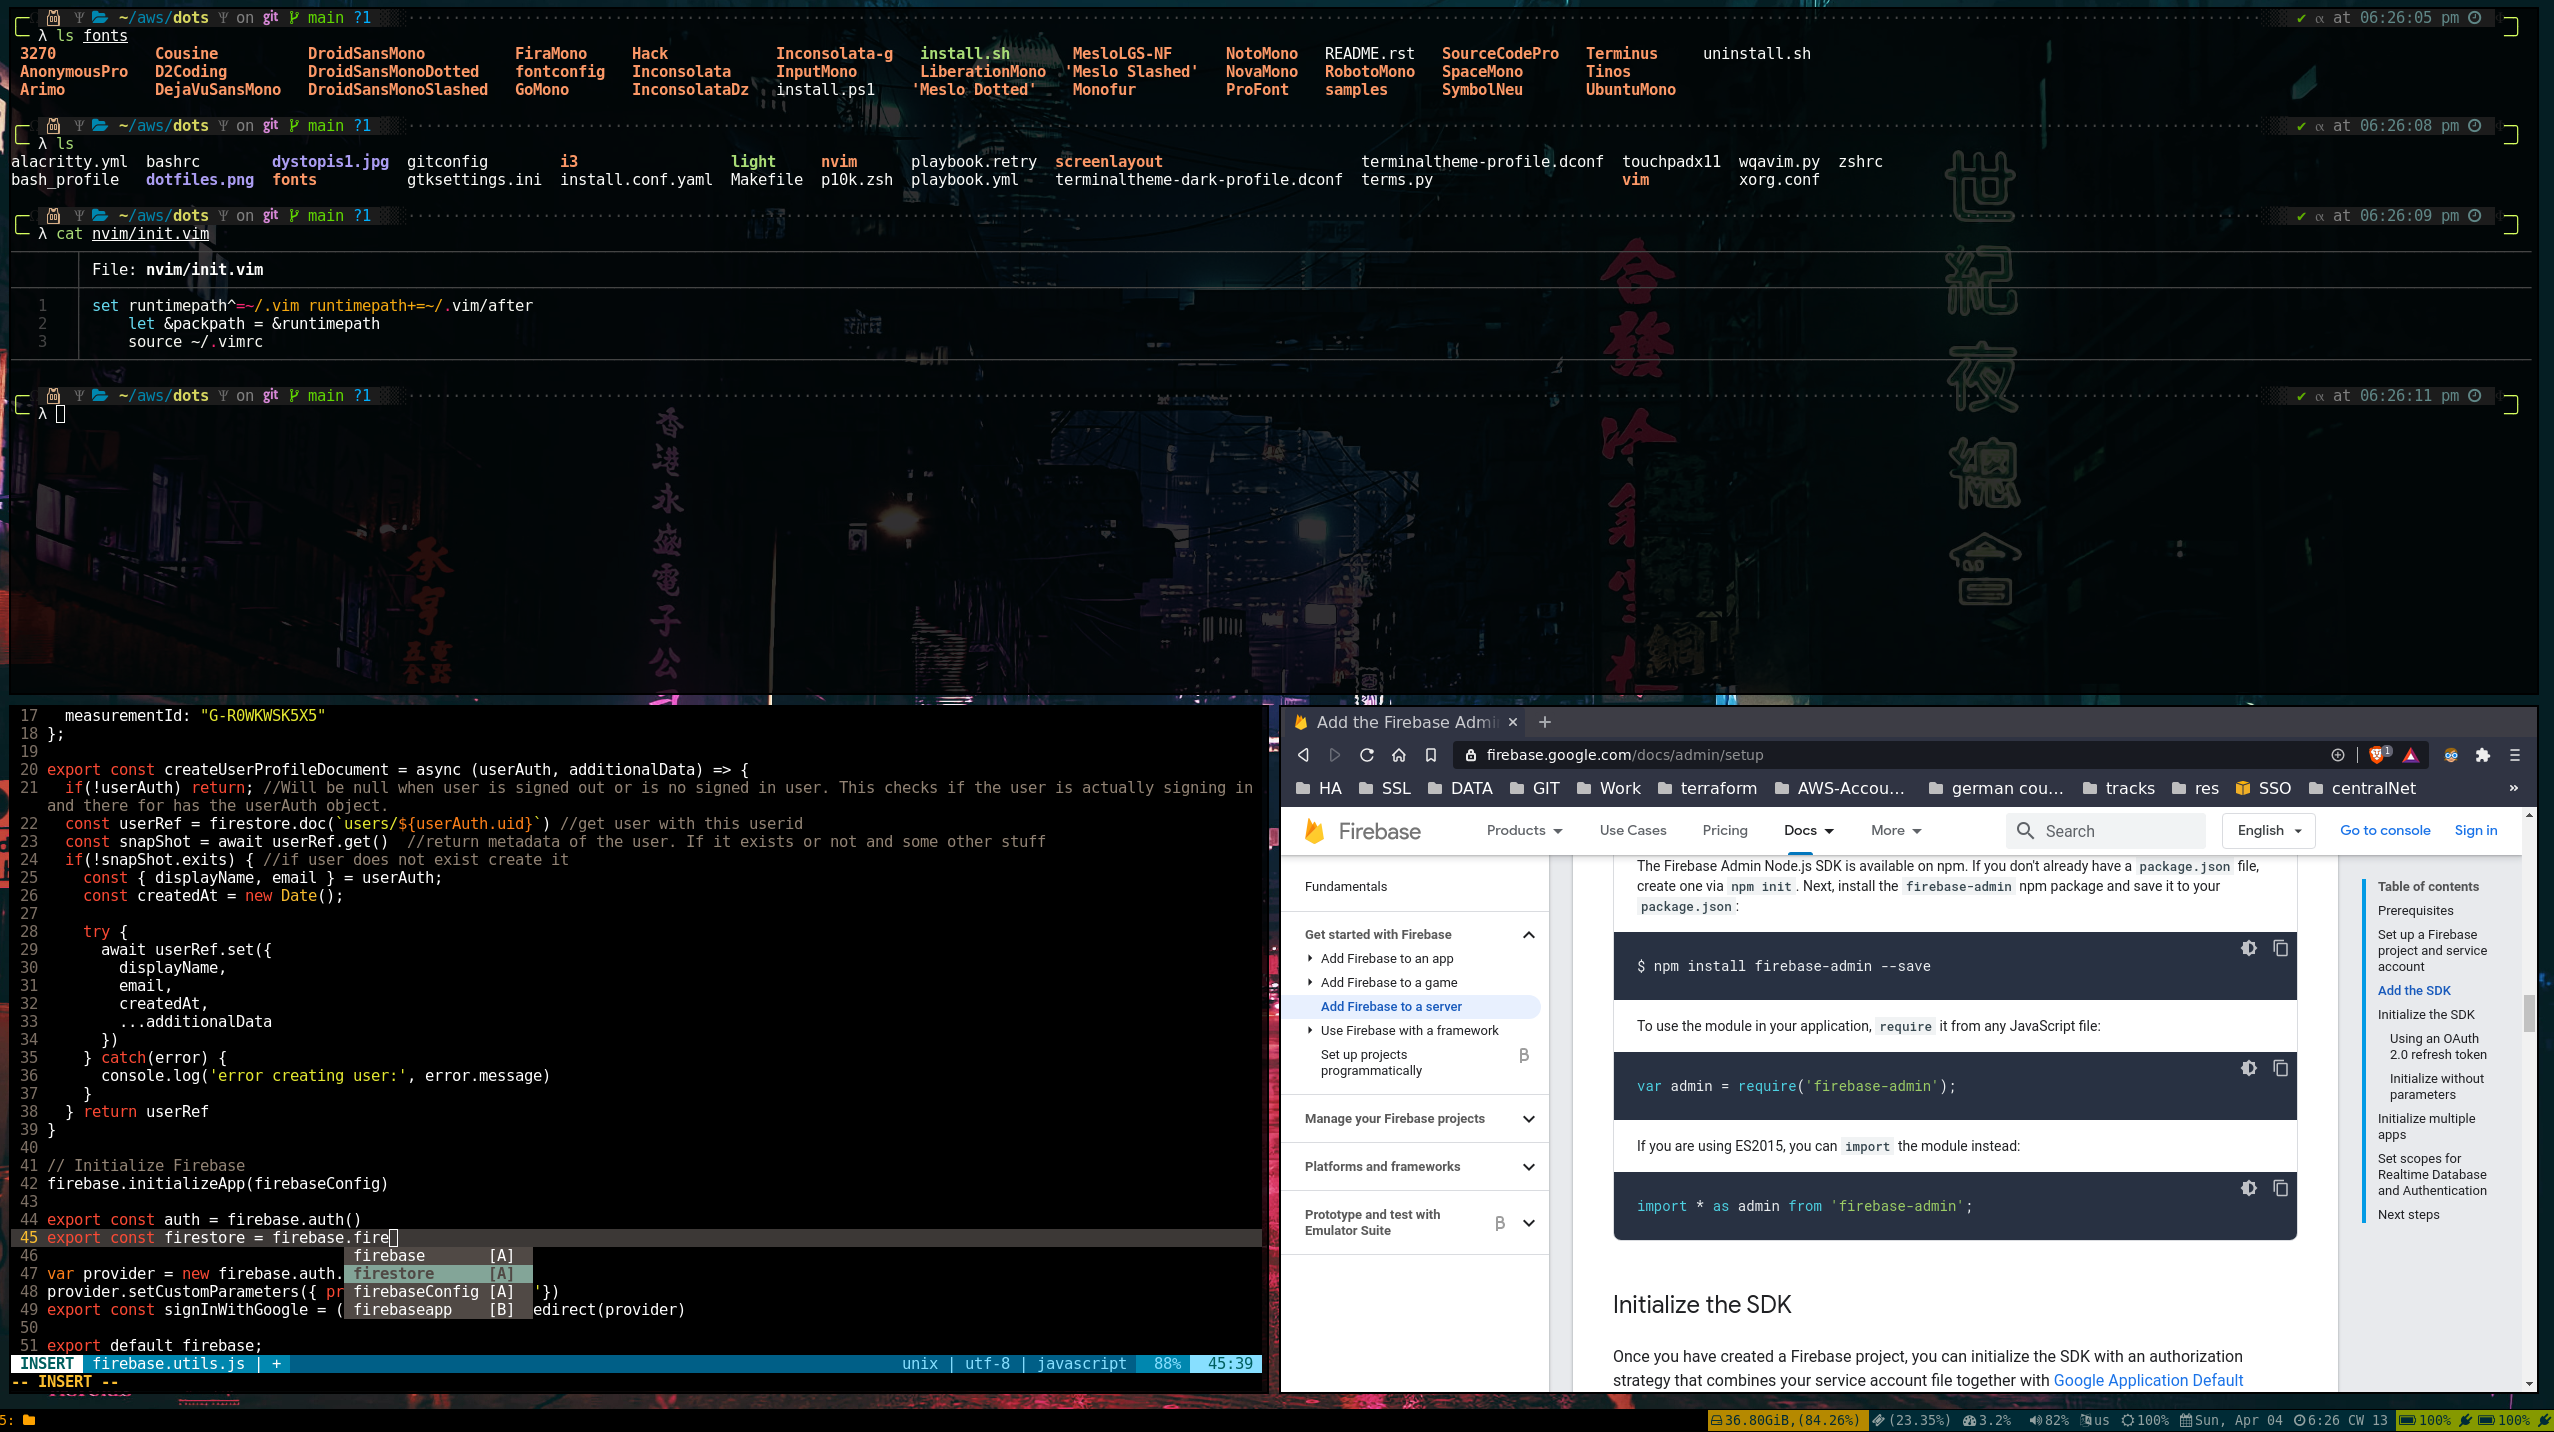 ~/aws/dots on git main ?1
✔ at 06:26:05 pm
λ ls fonts
3270 Cousine DroidSansMono FiraMono Hack Inconsolata-g install.sh MesloLGS-NF NotoMono README.rst SourceCodePro Terminus uninstall.sh
AnonymousPro D2Coding DroidSansMonoDotted fontconfig Inconsolata InputMono LiberationMono 'Meslo Slashed' NovaMono RobotoMono SpaceMono Tinos
Arimo DejaVuSansMono DroidSansMonoSlashed GoMono InconsolataDz install.ps1 'Meslo Dotted' Monofur ProFont samples SymbolNeu UbuntuMono
~/aws/dots on git main ?1
✔ at 06:26:08 pm
λ ls
alacritty.yml bashrc dystopis1.jpg gitconfig i3 light nvim playbook.retry screenlayout terminaltheme-profile.dconf touchpadx11 wqavim.py zshrc
bash_profile dotfiles.png fonts gtksettings.ini install.conf.yaml Makefile p10k.zsh playbook.yml terminaltheme-dark-profile.dconf terms.py vim xorg.conf
~/aws/dots on git main ?1
✔ at 06:26:09 pm
λ cat nvim/init.vim
File: nvim/init.vim
1 set runtimepath^=~/.vim runtimepath+=~/.vim/after
2 let &packpath = &runtimepath
3 source ~/.vimrc
~/aws/dots on git main ?1
✔ at 06:26:11 pm
λ
世紀夜總會
香港永盛電子公司
17 measurementId: "G-R0WKWSK5X5"
18 };
19
20 export const createUserProfileDocument = async (userAuth, additionalData) => {
21 if(!userAuth) return; //Will be null when user is signed out or is no signed in user. This checks if the user is actually signing in
and there for has the userAuth object.
22 const userRef = firestore.doc(`users/${userAuth.uid}`) //get user with this userid
23 const snapShot = await userRef.get() //return metadata of the user. If it exists or not and some other stuff
24 if(!snapShot.exits) { //if user does not exist create it
25 const { displayName, email } = userAuth;
26 const createdAt = new Date();
27
28 try {
29 await userRef.set({
30 displayName,
31 email,
32 createdAt,
33 ...additionalData
34 })
35 } catch(error) {
36 console.log('error creating user:', error.message)
37 }
38 } return userRef
39 }
40
41 // Initialize Firebase
42 firebase.initializeApp(firebaseConfig)
43
44 export const auth = firebase.auth()
45 export const firestore = firebase.fire
46 firebase [A]
47 var provider = new firebase.auth. firestore [A]
48 provider.setCustomParameters({ pr firebaseConfig [A] '})
49 export const signInWithGoogle = ( firebaseapp [B] edirect(provider)
50
51 export default firebase;
INSERT firebase.utils.js | + unix | utf-8 | javascript 88% 45:39
-- INSERT --
Add the Firebase Admi
firebase.google.com/docs/admin/setup
1
HA SSL DATA GIT Work terraform AWS-Accou... german cou... tracks res SSO centralNet »
Firebase Products Use Cases Pricing Docs More Search English Go to console Sign in
Fundamentals
Get started with Firebase
Add Firebase to an app
Add Firebase to a game
Add Firebase to a server
Use Firebase with a framework
Set up projects
programmatically
Manage your Firebase projects
Platforms and frameworks
Prototype and test with
Emulator Suite
The Firebase Admin Node.js SDK is available on npm. If you don't already have a package.json file,
create one via npm init. Next, install the firebase-admin npm package and save it to your
package.json:
$ npm install firebase-admin --save
To use the module in your application, require it from any JavaScript file:
var admin = require('firebase-admin');
If you are using ES2015, you can import the module instead:
import * as admin from 'firebase-admin';
Initialize the SDK
Once you have created a Firebase project, you can initialize the SDK with an authorization
strategy that combines your service account file together with Google Application Default
Table of contents
Prerequisites
Set up a Firebase
project and service
account
Add the SDK
Initialize the SDK
Using an OAuth
2.0 refresh token
Initialize without
parameters
Initialize multiple
apps
Set scopes for
Realtime Database
and Authentication
Next steps
5:
36.80GiB,(84.26%) (23.35%) 3.2% 82% us 100% Sun, Apr 04 6:26 CW 13 100% 100%